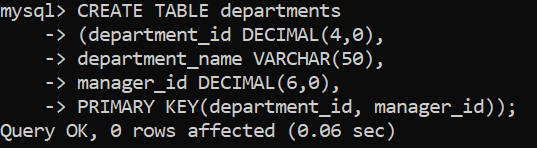 mysql> CREATE TABLE departments
    -> (department_id DECIMAL(4,0),
    -> department_name VARCHAR(50),
    -> manager_id DECIMAL(6,0),
    -> PRIMARY KEY(department_id, manager_id));
Query OK, 0 rows affected (0.06 sec)